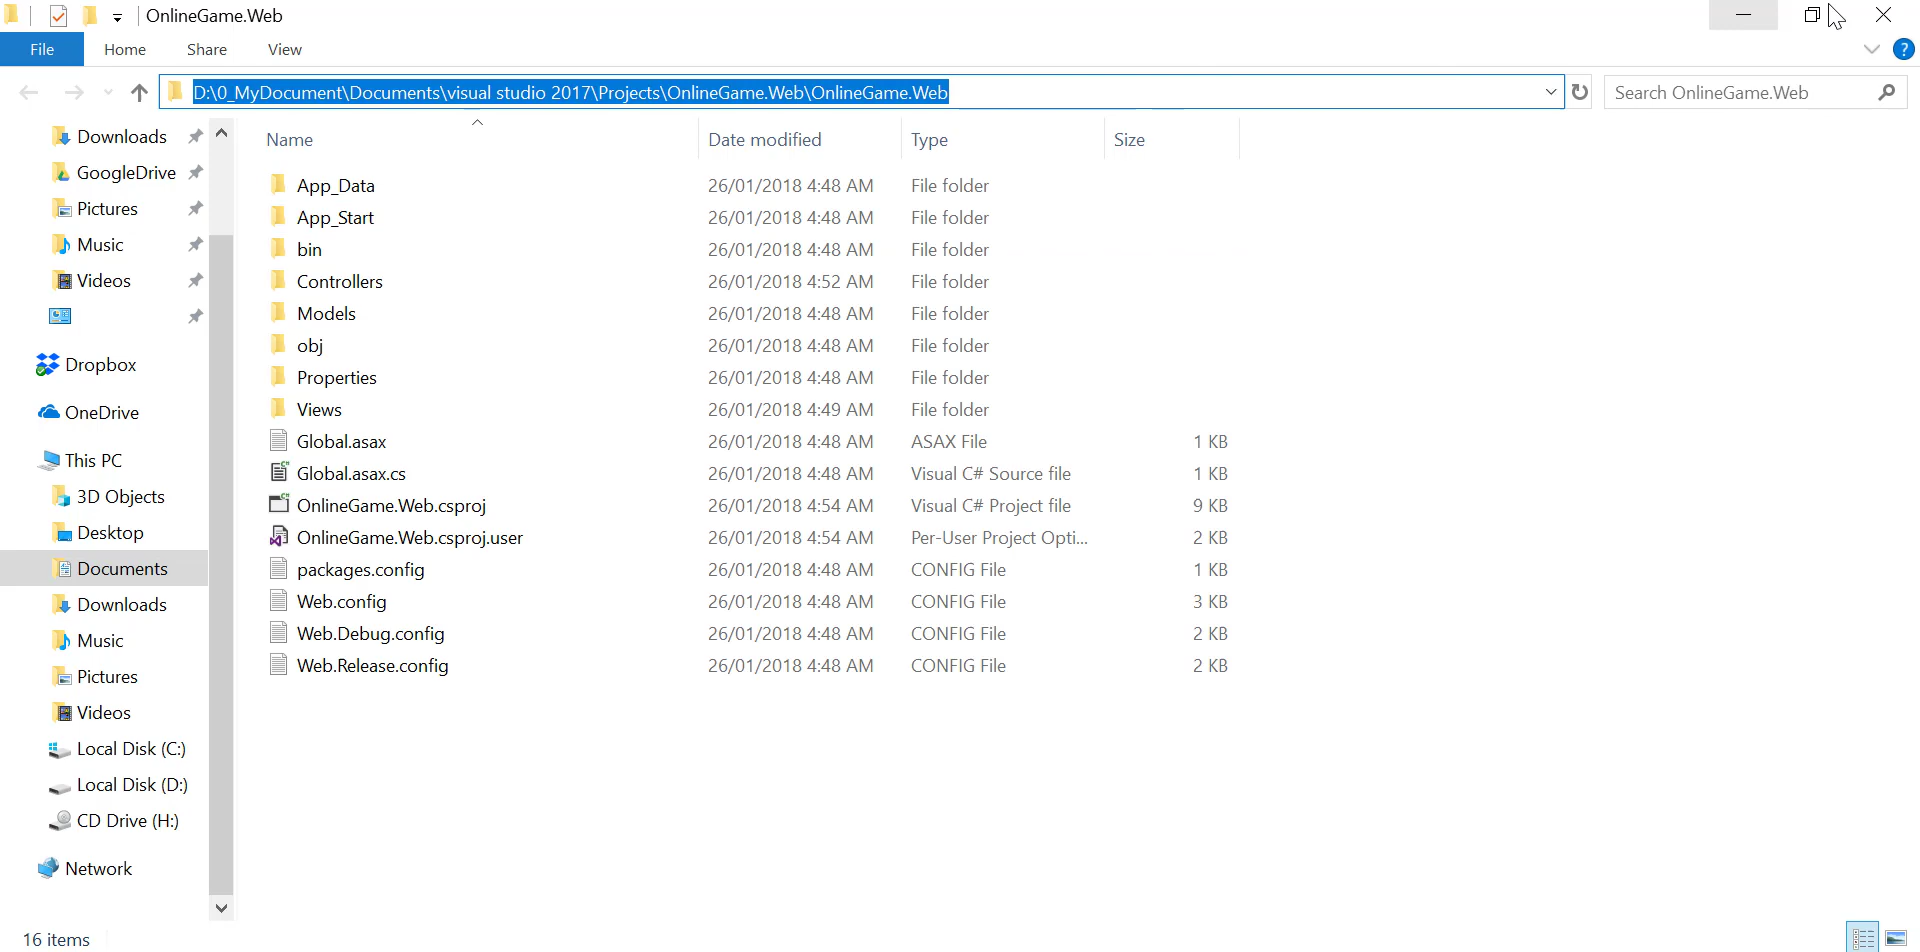 OnlineGame.Web
File Home Share View ?
D:\0_MyDocument\Documents\visual studio 2017\Projects\OnlineGame.Web\OnlineGame.Web
Search OnlineGame.Web
Downloads
GoogleDrive
Pictures
Music
Videos
Dropbox
OneDrive
This PC
3D Objects
Desktop
Documents
Downloads
Music
Pictures
Videos
Local Disk (C:)
Local Disk (D:)
CD Drive (H:)
Network
Name Date modified Type Size
App_Data 26/01/2018 4:48 AM File folder
App_Start 26/01/2018 4:48 AM File folder
bin 26/01/2018 4:48 AM File folder
Controllers 26/01/2018 4:52 AM File folder
Models 26/01/2018 4:48 AM File folder
obj 26/01/2018 4:48 AM File folder
Properties 26/01/2018 4:48 AM File folder
Views 26/01/2018 4:49 AM File folder
Global.asax 26/01/2018 4:48 AM ASAX File 1 KB
Global.asax.cs 26/01/2018 4:48 AM Visual C# Source file 1 KB
OnlineGame.Web.csproj 26/01/2018 4:54 AM Visual C# Project file 9 KB
OnlineGame.Web.csproj.user 26/01/2018 4:54 AM Per-User Project Opti... 2 KB
packages.config 26/01/2018 4:48 AM CONFIG File 1 KB
Web.config 26/01/2018 4:48 AM CONFIG File 3 KB
Web.Debug.config 26/01/2018 4:48 AM CONFIG File 2 KB
Web.Release.config 26/01/2018 4:48 AM CONFIG File 2 KB
16 items